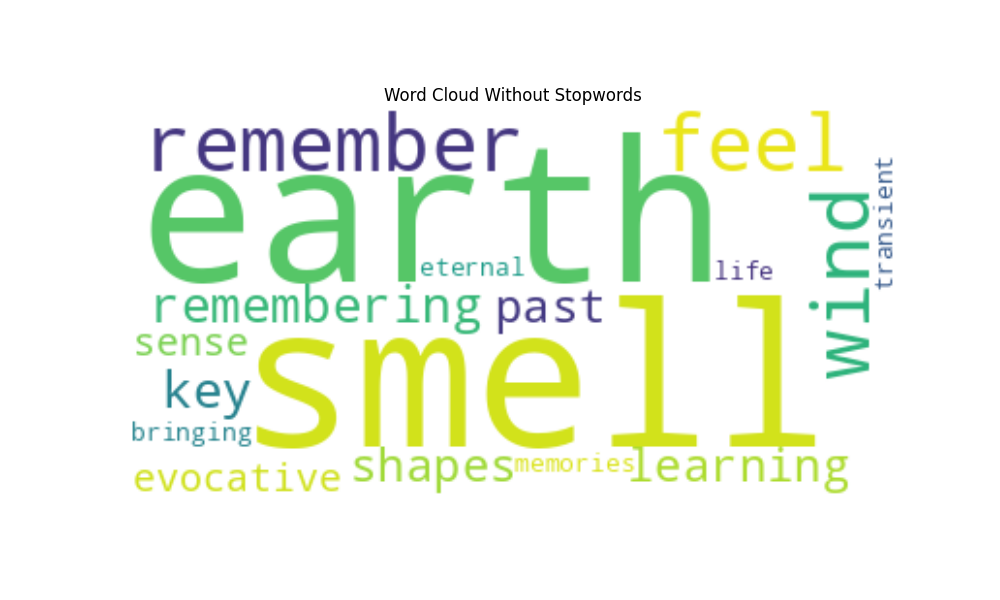 Word Cloud Without Stopwords
remember
feel
earth
wind
transient
eternal
life
remembering
past
sense
smell
key
bringing
evocative
shapes
memories
learning